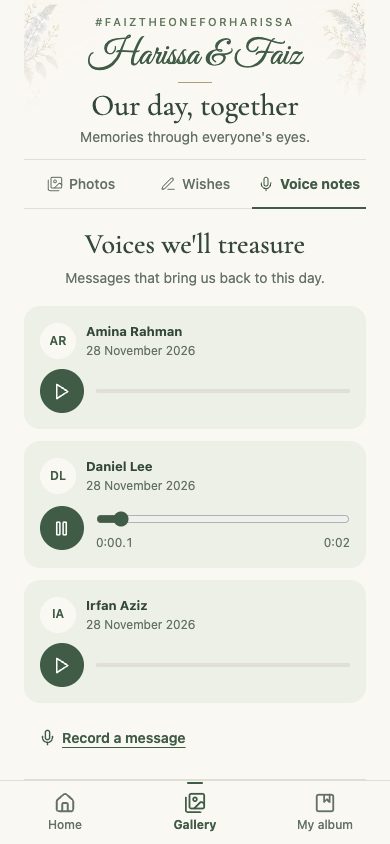 #FAIZTHEONEFORHARISSA
Harissa & Faiz
Our day, together
Memories through everyone's eyes.
Photos
Wishes
Voice notes
Voices we'll treasure
Messages that bring us back to this day.
AR
Amina Rahman
28 November 2026
DL
Daniel Lee
28 November 2026
0:00.1
0:02
IA
Irfan Aziz
28 November 2026
Record a message
Home
Gallery
My album